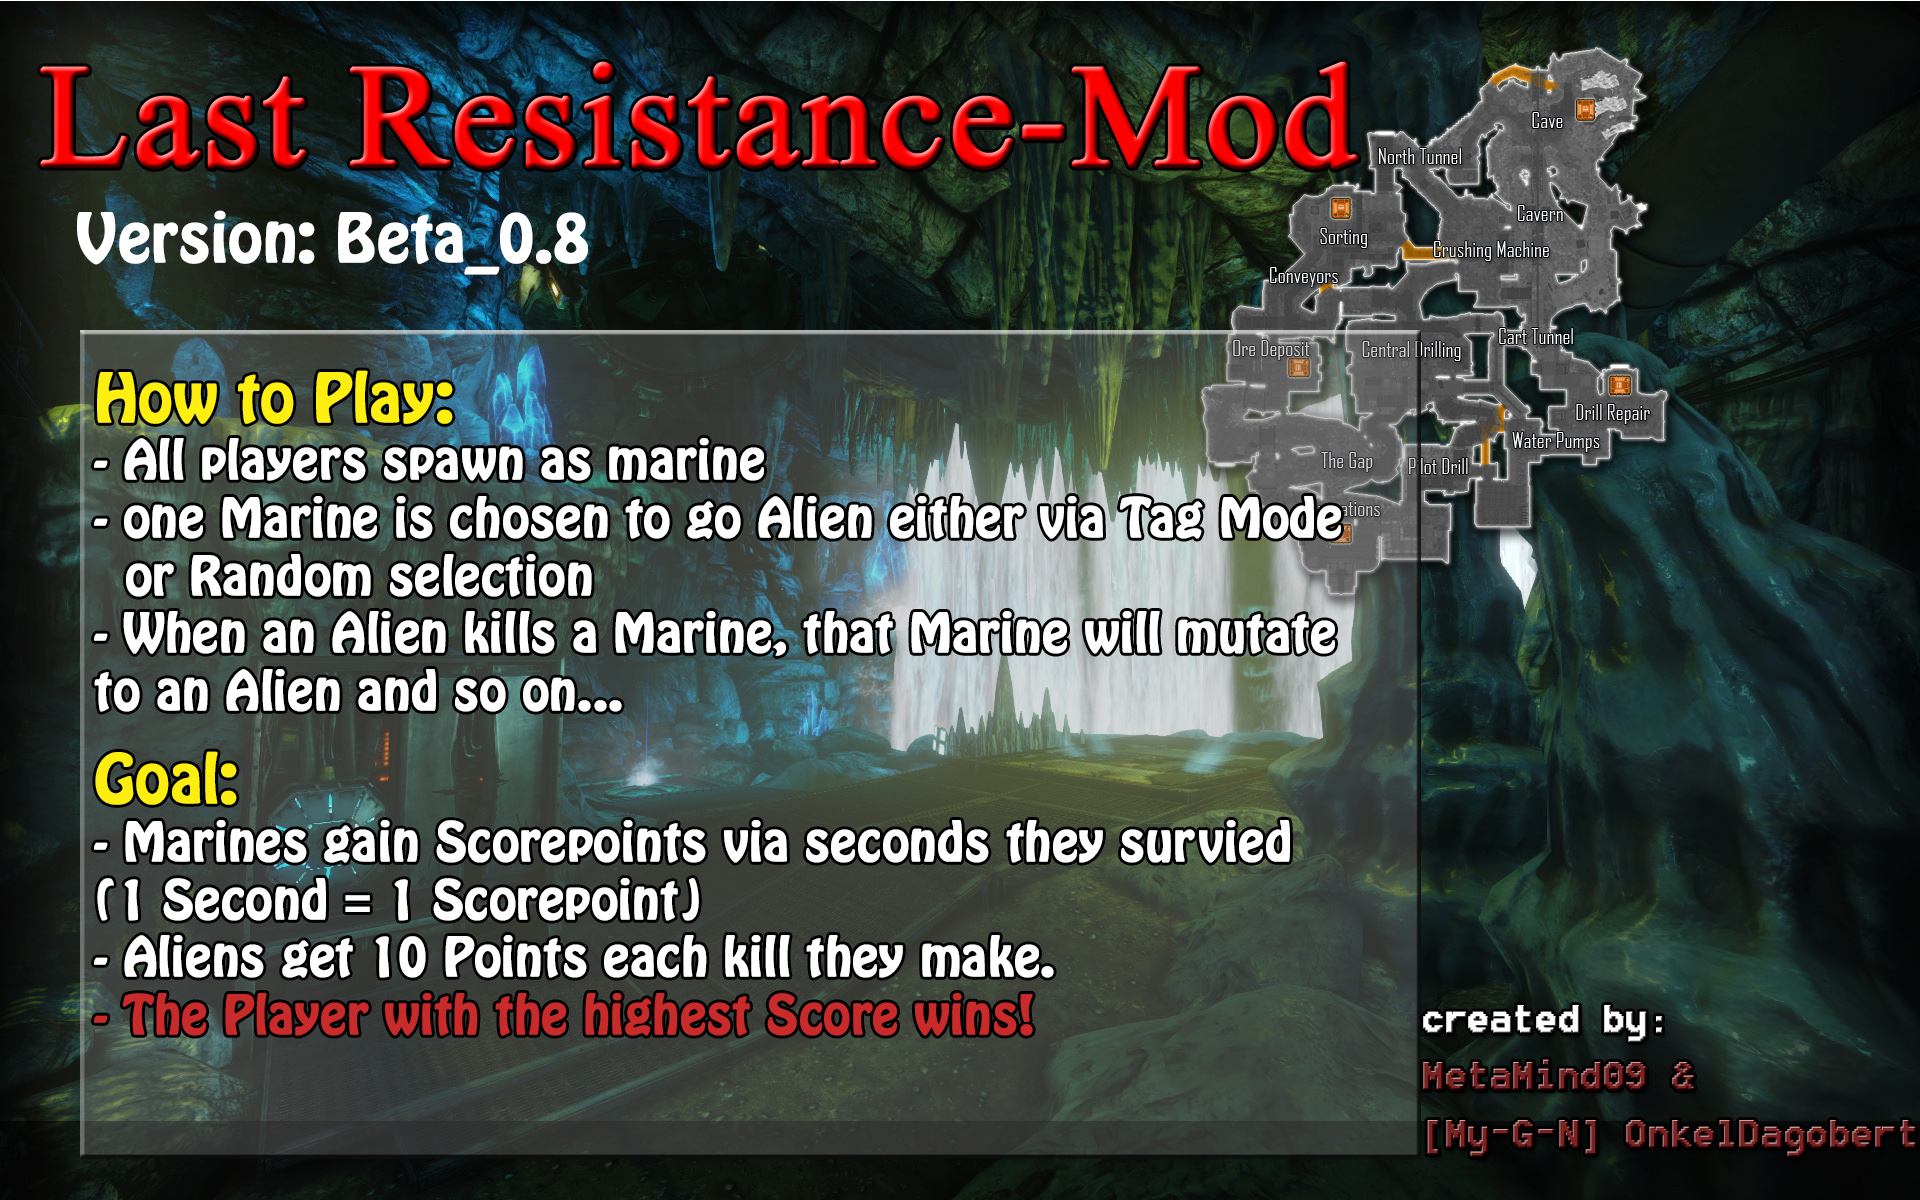 Last Resistance-Mod
Version: Beta_0.8
Cave
North Tunnel
Cavern
Sorting
Crushing Machine
Conveyors
Cart Tunnel
Ore Deposit
Central Drilling
Drill Repair
Water Pumps
The Gap
Pilot Drill
How to Play:
- All players spawn as marine
- one Marine is chosen to go Alien either via Tag Mode
or Random selection
- When an Alien kills a Marine, that Marine will mutate
to an Alien and so on...
Goal:
- Marines gain Scorepoints via seconds they survied
(1 Second = 1 Scorepoint)
- Aliens get 10 Points each kill they make.
- The Player with the highest Score wins!
created by:
MetaMind09 &
[My-G-N] OnkelDagobert